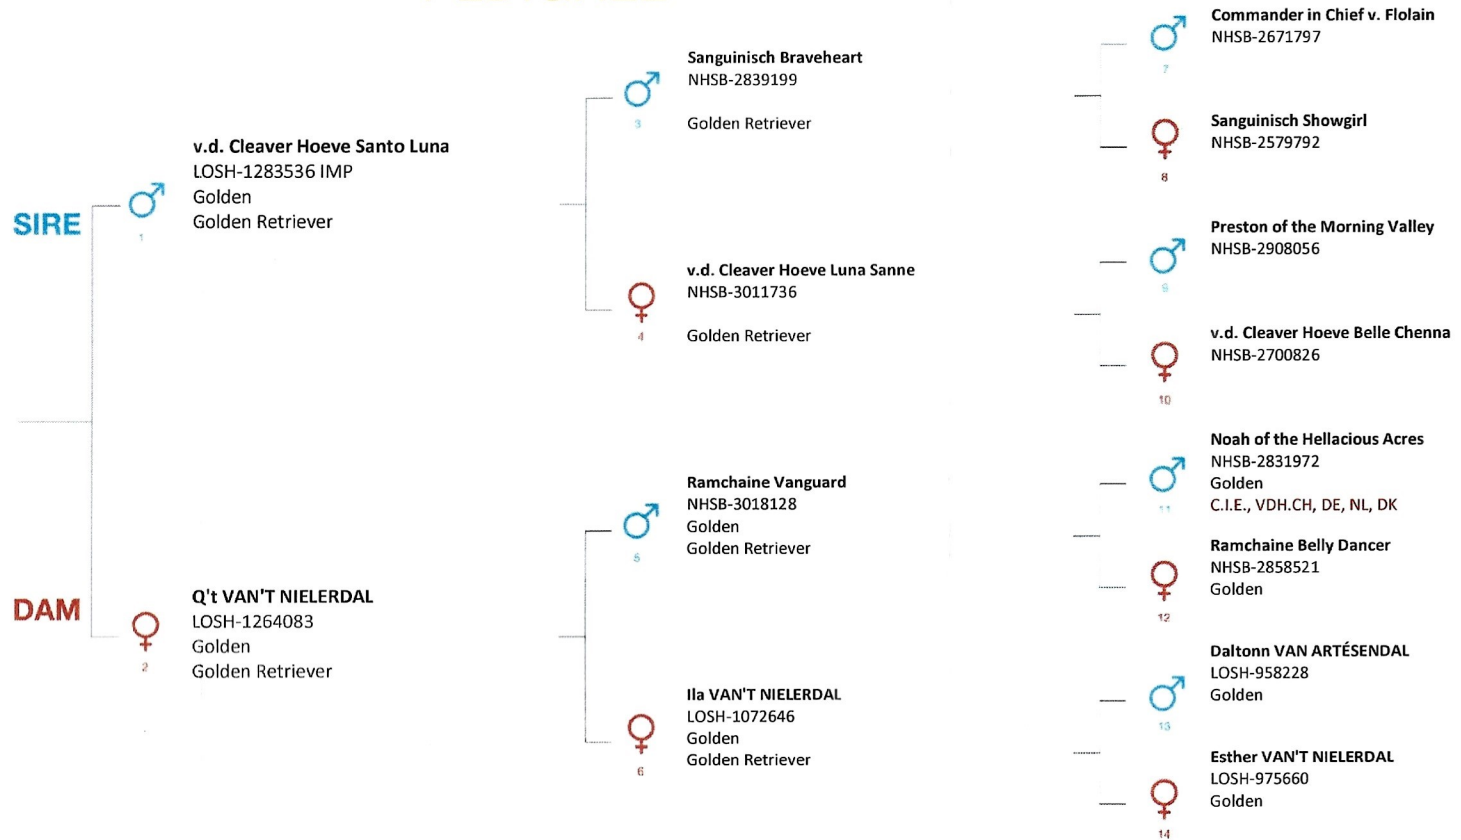 SIRE
1
v.d. Cleaver Hoeve Santo Luna
LOSH-1283536 IMP
Golden
Golden Retriever
DAM
2
Q't VAN'T NIELERDAL
LOSH-1264083
Golden
Golden Retriever
3
Sanguinisch Braveheart
NHSB-2839199
Golden Retriever
4
v.d. Cleaver Hoeve Luna Sanne
NHSB-3011736
Golden Retriever
5
Ramchaine Vanguard
NHSB-3018128
Golden
Golden Retriever
6
Ila VAN'T NIELERDAL
LOSH-1072646
Golden
Golden Retriever
7
Commander in Chief v. Flolain
NHSB-2671797
8
Sanguinisch Showgirl
NHSB-2579792
9
Preston of the Morning Valley
NHSB-2908056
10
v.d. Cleaver Hoeve Belle Chenna
NHSB-2700826
11
Noah of the Hellacious Acres
NHSB-2831972
Golden
C.I.E., VDH.CH, DE, NL, DK
12
Ramchaine Belly Dancer
NHSB-2858521
Golden
13
Daltonn VAN ARTÉSENDAL
LOSH-958228
Golden
14
Esther VAN'T NIELERDAL
LOSH-975660
Golden